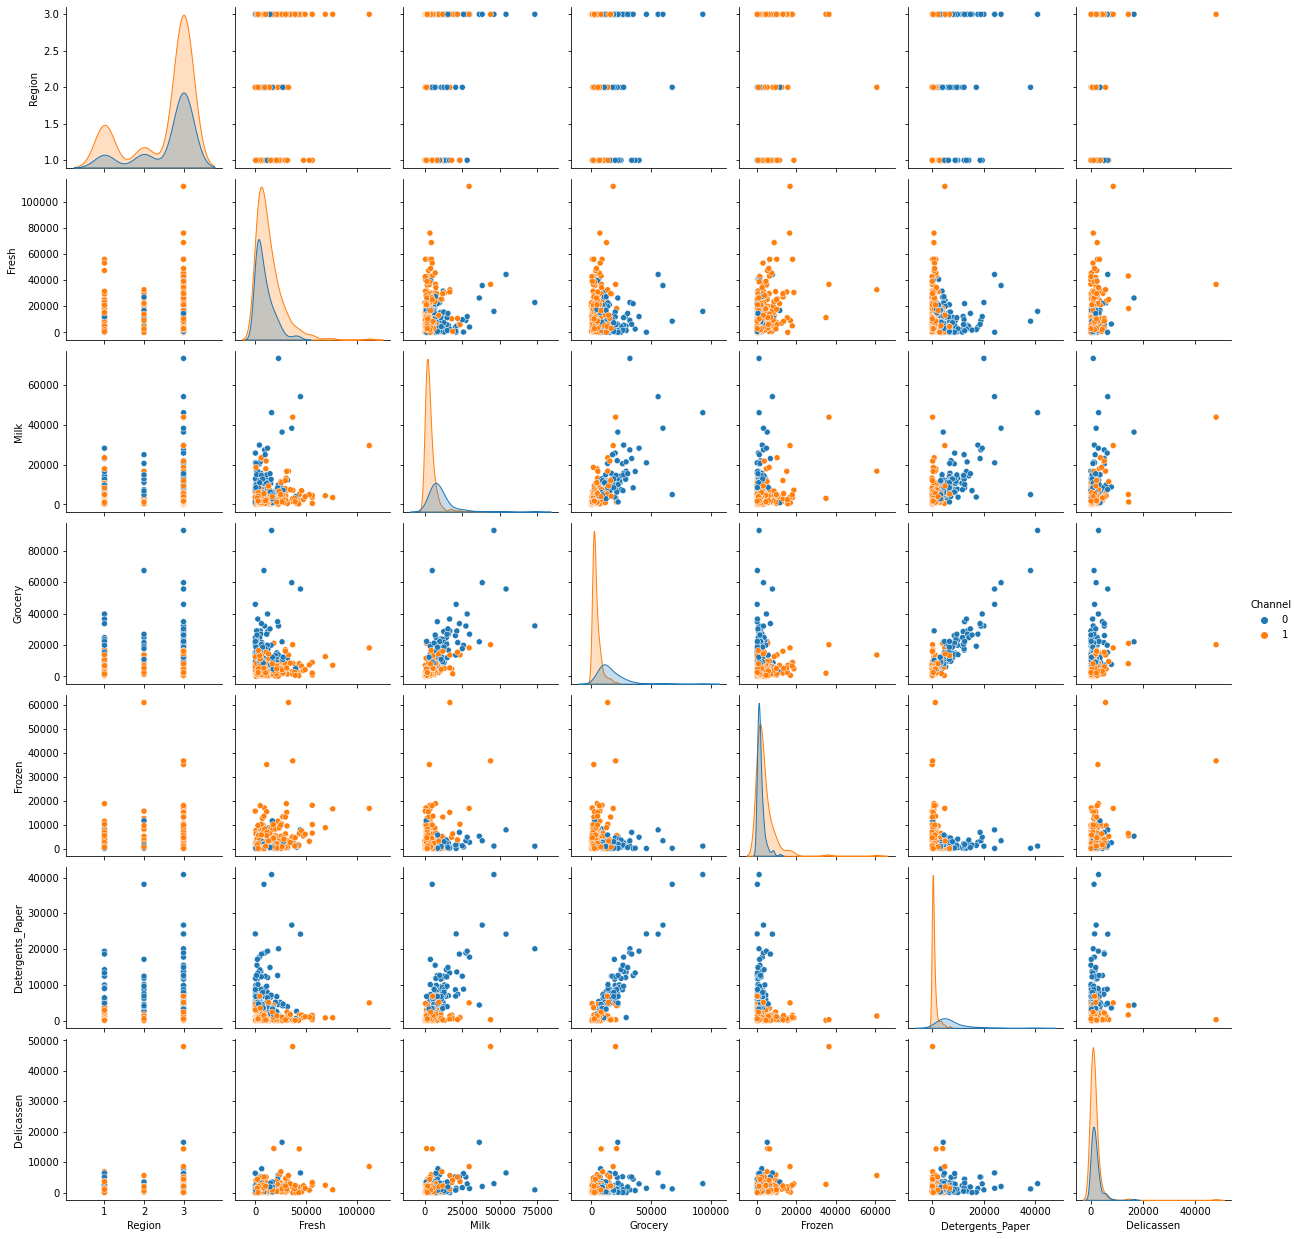 3.0
2.5
2.0
1.5
1.0
Region
100000
80000
60000
40000
20000
0
Fresh
60000
40000
20000
0
Milk
80000
60000
40000
20000
0
Grocery
Channel
0
1
60000
50000
40000
30000
20000
10000
0
Frozen
40000
30000
20000
10000
0
Detergents_Paper
50000
40000
30000
20000
10000
0
Delicassen
1 2 3
0 50000 100000
0 25000 50000 75000
0 50000 100000
0 20000 40000 60000
0 20000 40000
0 20000 40000
Region Fresh Milk Grocery Frozen Detergents_Paper Delicassen